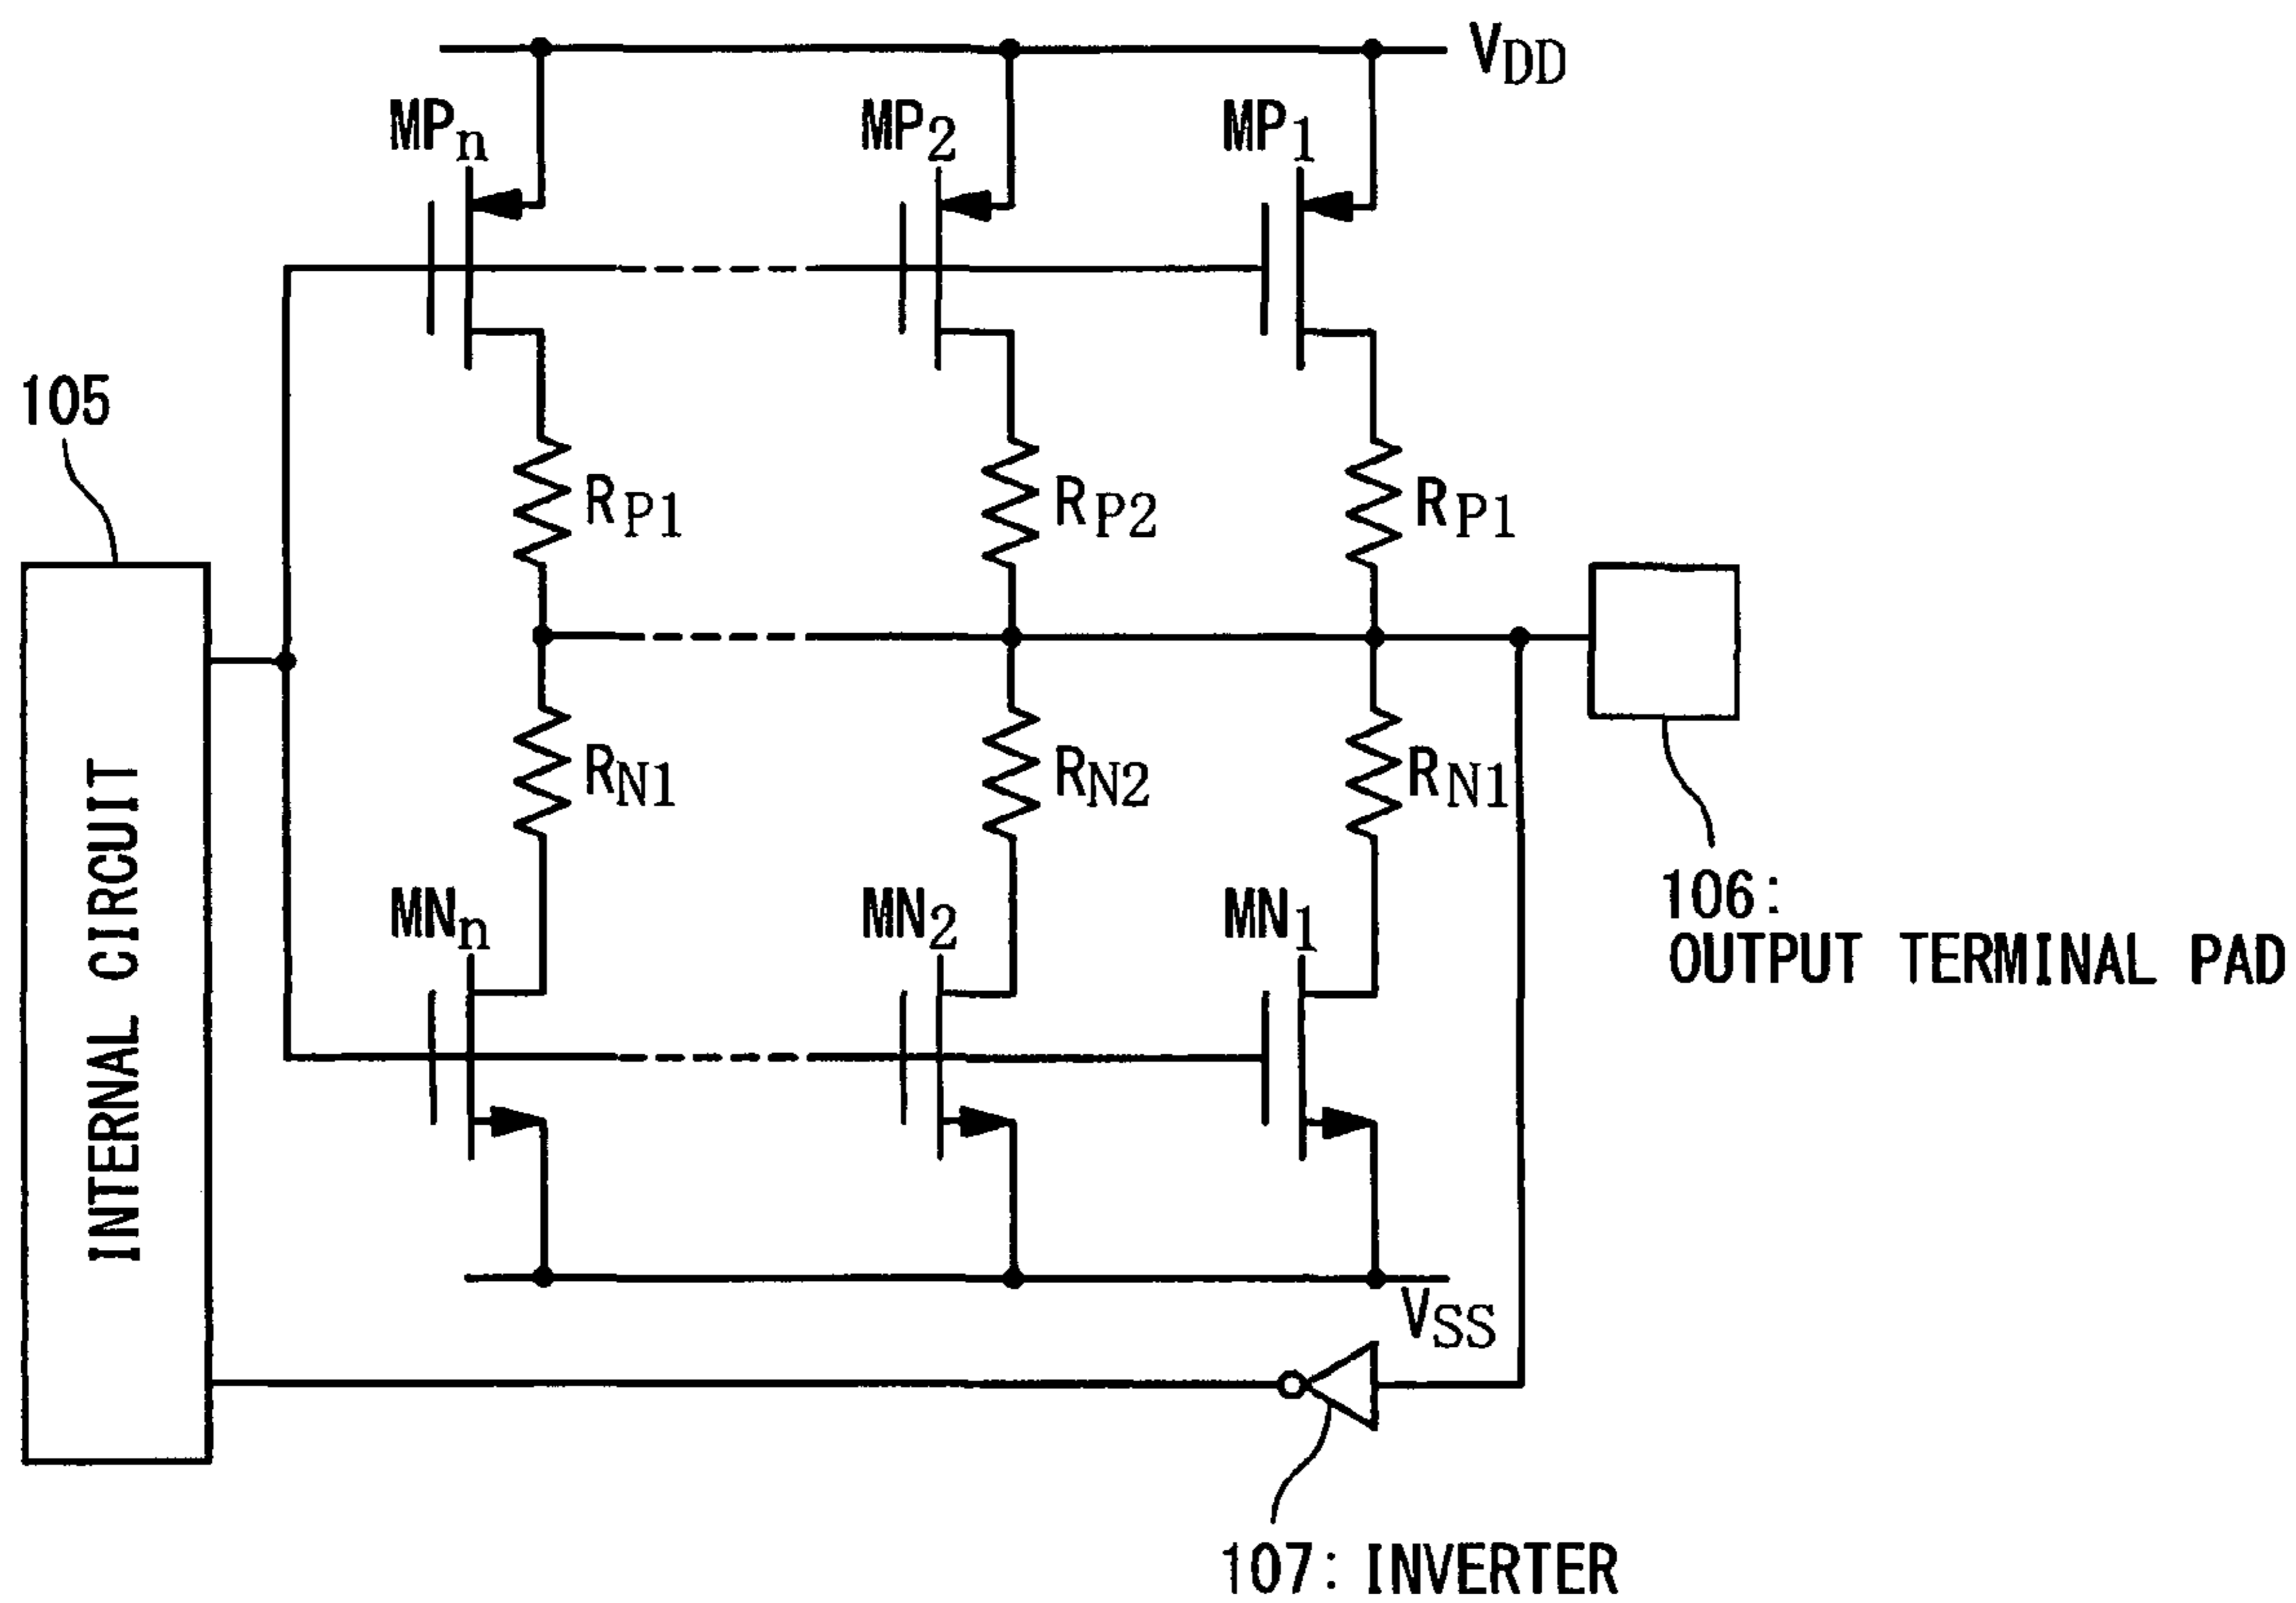 VDD
MPn
MP2
MP1
105
RP1
RP2
RP1
INTERNAL CIRCUIT
RN1
RN2
RN1
106:
OUTPUT TERMINAL PAD
MNn
MN2
MN1
VSS
107: INVERTER